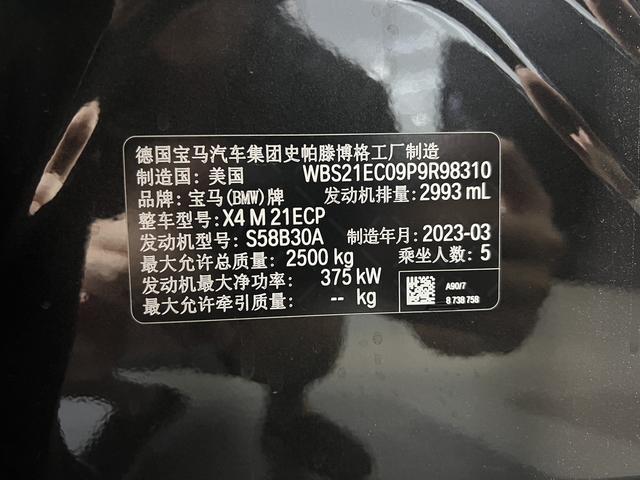 德国宝马汽车集团史帕滕博格工厂制造
制造国：美国 WBS21EC09P9R98310
品牌：宝马(BMW)牌 发动机排量：2993 mL
整车型号：X4 M 21ECP
发动机型号：S58B30A 制造年月：2023-03
最大允许总质量：2500 kg 乘坐人数：5
发动机最大净功率：375 kW
最大允许牵引质量：-- kg
A90/7
8 738 758